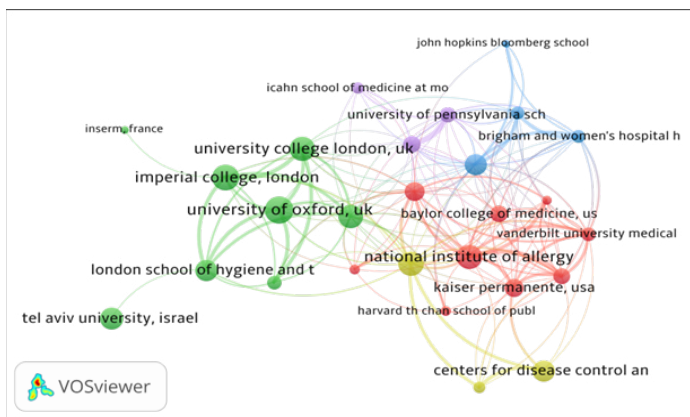 john hopkins bloomberg school
icahn school of medicine at mo
university of pennsylvania sch
inserm, france
university college london, uk
brigham and women's hospital h
imperial college, london
university of oxford, uk
baylor college of medicine, us
vanderbilt university medical
national institute of allergy
london school of hygiene and t
kaiser permanente, usa
harvard th chan school of publ
tel aviv university, israel
centers for disease control an
VOSviewer